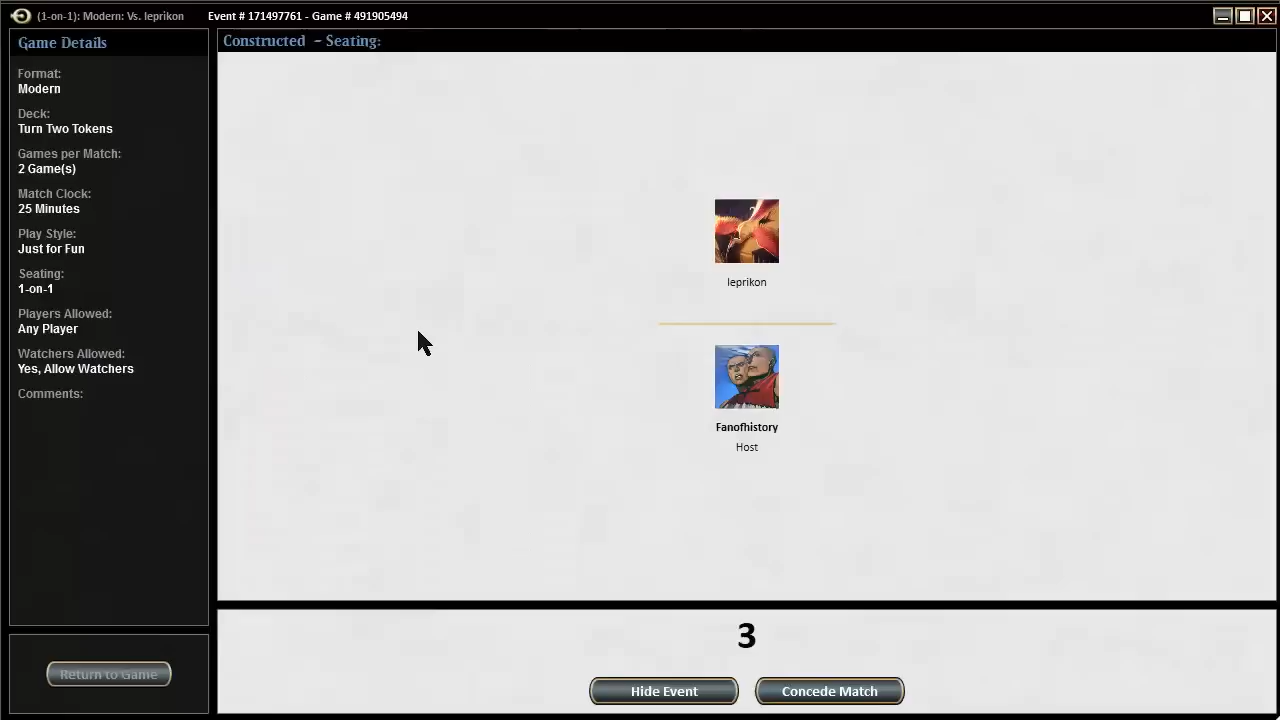 (1-on-1): Modern: Vs. leprikon Event # 171497761 - Game # 491905494
Game Details
Format:
Modern
Deck:
Turn Two Tokens
Games per Match:
2 Game(s)
Match Clock:
25 Minutes
Play Style:
Just for Fun
Seating:
1-on-1
Players Allowed:
Any Player
Watchers Allowed:
Yes, Allow Watchers
Comments:
Return to Game
Constructed - Seating:
leprikon
Fanofhistory
Host
3
Hide Event
Concede Match